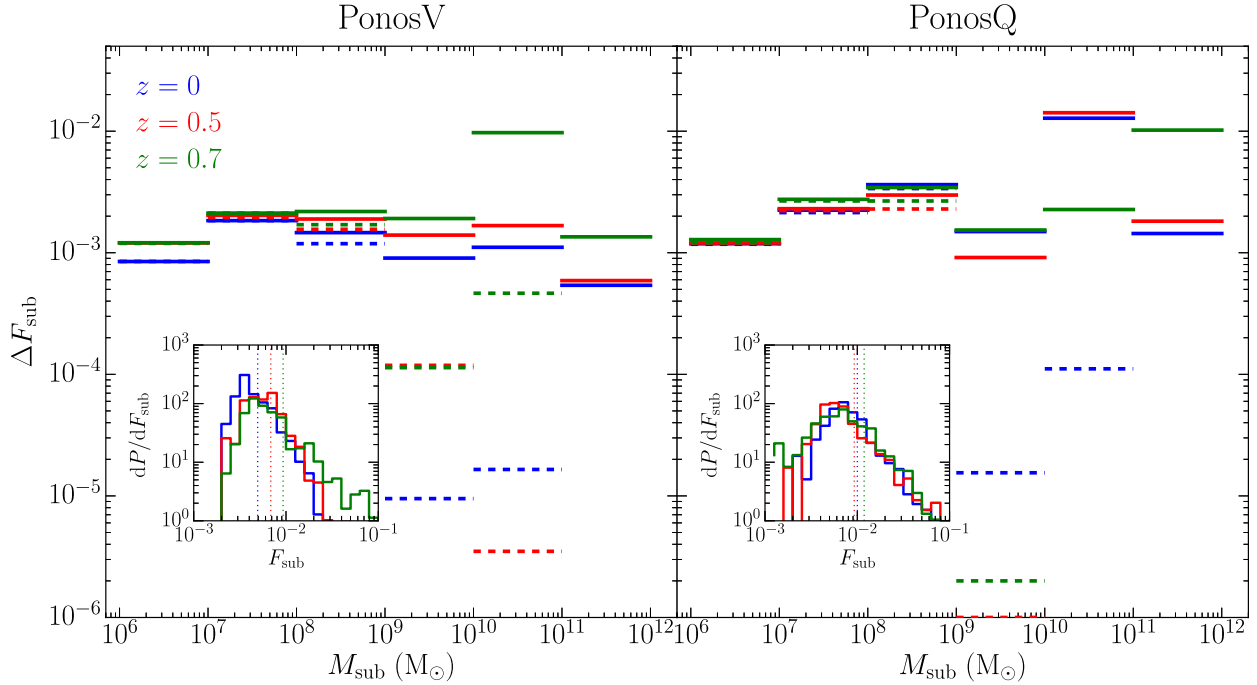 PonosV
PonosQ
z = 0
z = 0.5
z = 0.7
ΔF_sub
10^{-2}
10^{-3}
10^{-4}
10^{-5}
10^{-6}
10^3
10^2
10^1
10^0
dP/dF_sub
10^{-3} 10^{-2} 10^{-1}
F_sub
10^3
10^2
10^1
10^0
dP/dF_sub
10^{-3} 10^{-2} 10^{-1}
F_sub
10^6 10^7 10^8 10^9 10^{10} 10^{11} 10^{12}
M_sub (M_⊙)
10^6 10^7 10^8 10^9 10^{10} 10^{11} 10^{12}
M_sub (M_⊙)